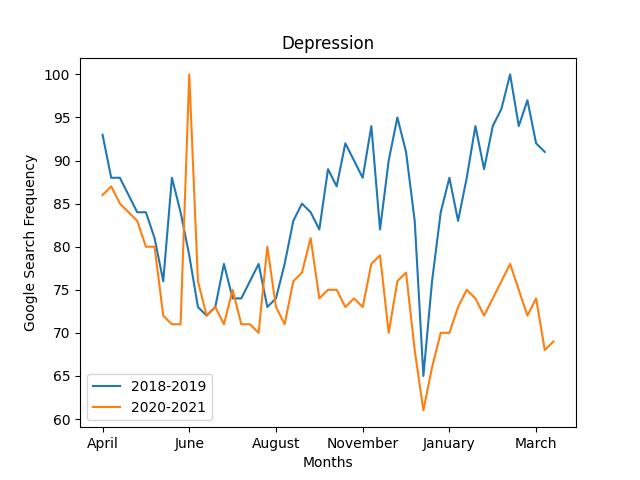 Depression
100
95
90
85
80
75
70
65
60
Google Search Frequency
2018-2019
2020-2021
April June August November January March
Months